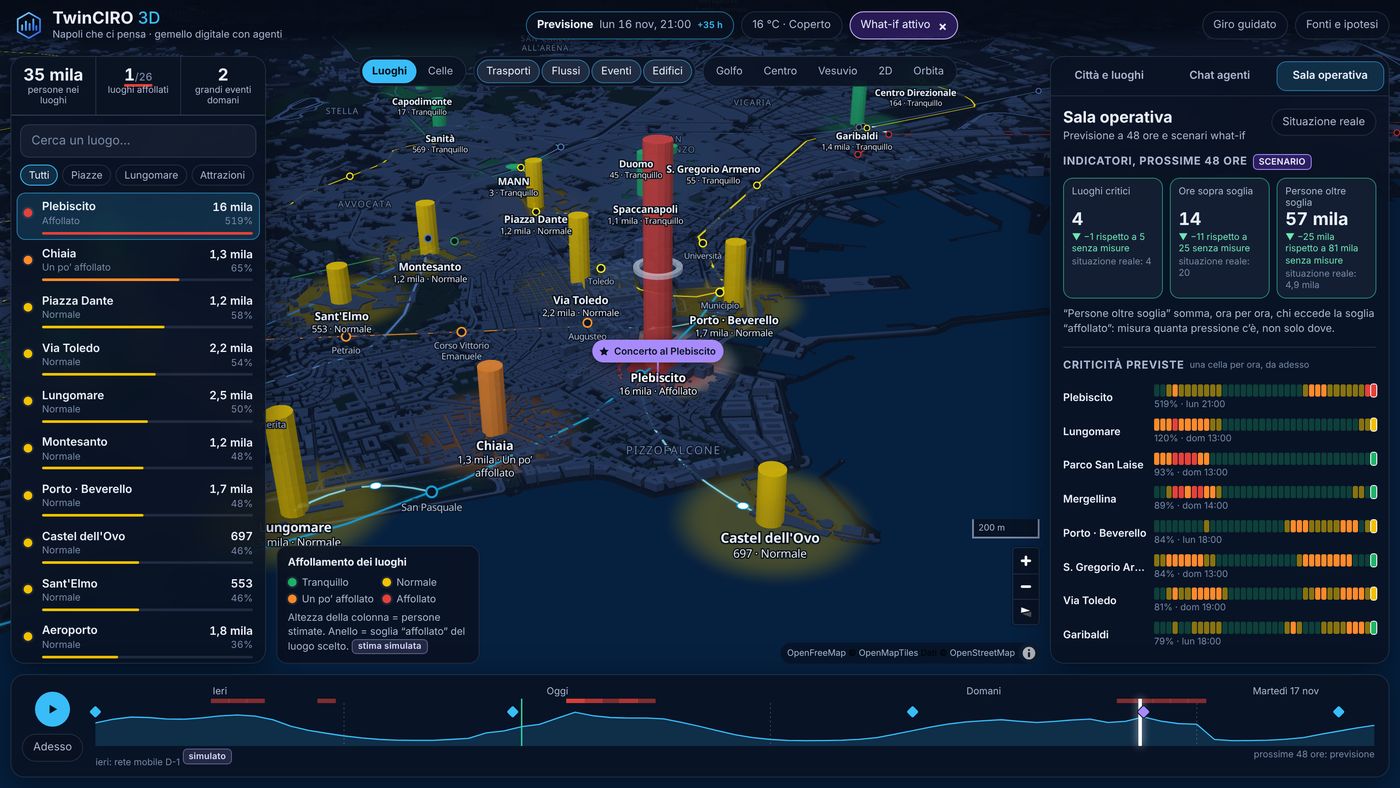 TwinCIRO 3D
Napoli che ci pensa · gemello digitale con agenti
Previsione lun 16 nov, 21:00 +35 h
16 °C · Coperto
What-if attivo ×
Giro guidato
Fonti e ipotesi
35 mila
persone nei
luoghi
1/26
luoghi affollati
2
grandi eventi
domani
Cerca un luogo...
Tutti
Piazze
Lungomare
Attrazioni
Plebiscito 16 mila
Affollato 519%
Chiaia 1,3 mila
Un po' affollato 65%
Piazza Dante 1,2 mila
Normale 58%
Via Toledo 2,2 mila
Normale 54%
Lungomare 2,5 mila
Normale 50%
Montesanto 1,2 mila
Normale 48%
Porto · Beverello 1,7 mila
Normale 48%
Castel dell'Ovo 697
Normale 46%
Sant'Elmo 553
Normale 46%
Aeroporto 1,8 mila
Normale 36%
Luoghi
Celle
Trasporti
Flussi
Eventi
Edifici
Golfo
Centro
Vesuvio
2D
Orbita
ALL'ARENA
STELLA
Capodimonte
17 · Tranquillo
VICARIA
Centro Direzionale
164 · Tranquillo
Sanità
569 · Tranquillo
Garibaldi
1,4 mila · Tranquillo
Duomo
45 · Tranquillo
S. Gregorio Armeno
55 · Tranquillo
MANN
3 · Tranquillo
AVVOCATA
Piazza Dante
1,2 mila · Normale
Spaccanapoli
1,1 mila · Tranquillo
Università
Montesanto
1,2 mila · Normale
Toledo
Via Toledo
2,2 mila · Normale
Municipio
Sant'Elmo
553 · Normale
Porto · Beverello
1,7 mila · Normale
Petraio
Corso Vittorio
Emanuele
Augusteo
Concerto al Plebiscito
Plebiscito
16 mila · Affollato
Chiaia
1,3 mila · Un po'
affollato
PIZZOFALCONE
erita
San Pasquale
ungomare
mila · Normale
Castel dell'Ovo
697 · Normale
Affollamento dei luoghi
Tranquillo
Normale
Un po' affollato
Affollato
Altezza della colonna = persone
stimate. Anello = soglia “affollato” del
luogo scelto. stima simulata
200 m
+
−
OpenFreeMap © OpenMapTiles Data © OpenStreetMap
Città e luoghi
Chat agenti
Sala operativa
Sala operativa
Previsione a 48 ore e scenari what-if
Situazione reale
INDICATORI, PROSSIME 48 ORE SCENARIO
Luoghi critici
4
▼ −1 rispetto a 5
senza misure
situazione reale: 4
Ore sopra soglia
14
▼ −11 rispetto a
25 senza misure
situazione reale:
20
Persone oltre
soglia
57 mila
▼ −25 mila
rispetto a 81 mila
senza misure
situazione reale:
4,9 mila
“Persone oltre soglia” somma, ora per ora, chi eccede la soglia
“affollato”: misura quanta pressione c’è, non solo dove.
CRITICITÀ PREVISTE una cella per ora, da adesso
Plebiscito
519% · lun 21:00
Lungomare
120% · dom 13:00
Parco San Laise
93% · dom 13:00
Mergellina
89% · dom 14:00
Porto · Beverello
84% · lun 18:00
S. Gregorio Ar...
84% · dom 13:00
Via Toledo
81% · dom 19:00
Garibaldi
79% · lun 18:00
Adesso
Ieri
Oggi
Domani
Martedì 17 nov
ieri: rete mobile D-1 simulato
prossime 48 ore: previsione